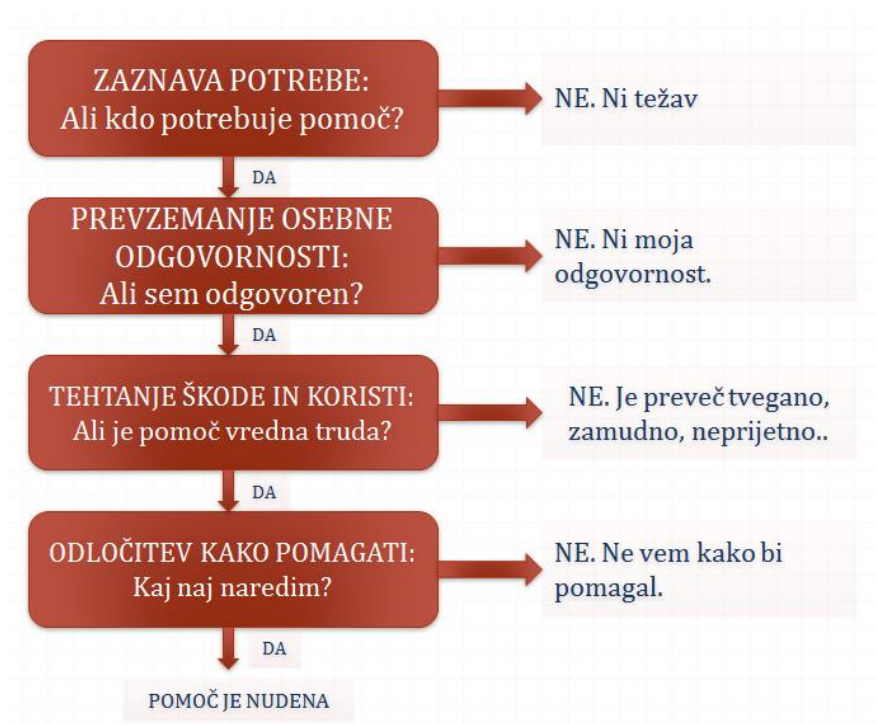 ZAZNAVA POTREBE:
Ali kdo potrebuje pomoč?
NE. Ni težav
DA
PREVZEMANJE OSEBNE
ODGOVORNOSTI:
Ali sem odgovoren?
NE. Ni moja
odgovornost.
DA
TEHTANJE ŠKODE IN KORISTI:
Ali je pomoč vredna truda?
NE. Je preveč tvegano,
zamudno, neprijetno..
DA
ODLOČITEV KAKO POMAGATI:
Kaj naj naredim?
NE. Ne vem kako bi
pomagal.
DA
POMOČ JE NUDENA